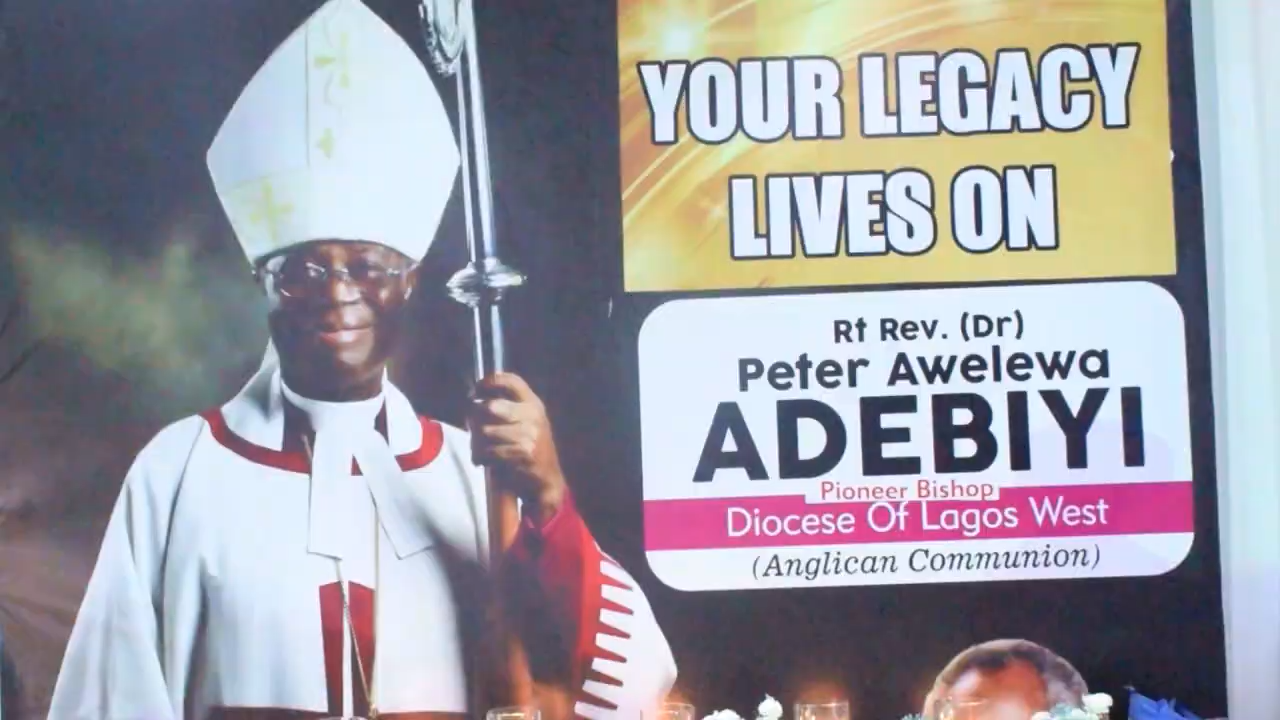 YOUR LEGACY
LIVES ON
Rt Rev. (Dr)
Peter Awelewa
ADEBIYI
Pioneer Bishop
Diocese Of Lagos West
(Anglican Communion)